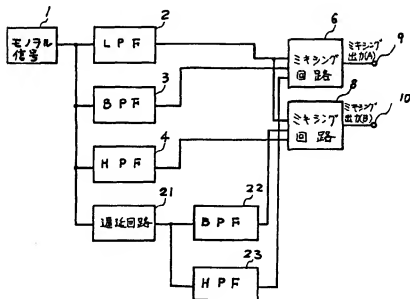 1
モノラル
信号
2
LPF
3
BPF
4
HPF
21
遅延回路
22
BPF
23
HPF
6
ミキシング
回路
ミキシング
出力(A)
9
8
ミキシング
回路
ミキシング
出力(B)
10